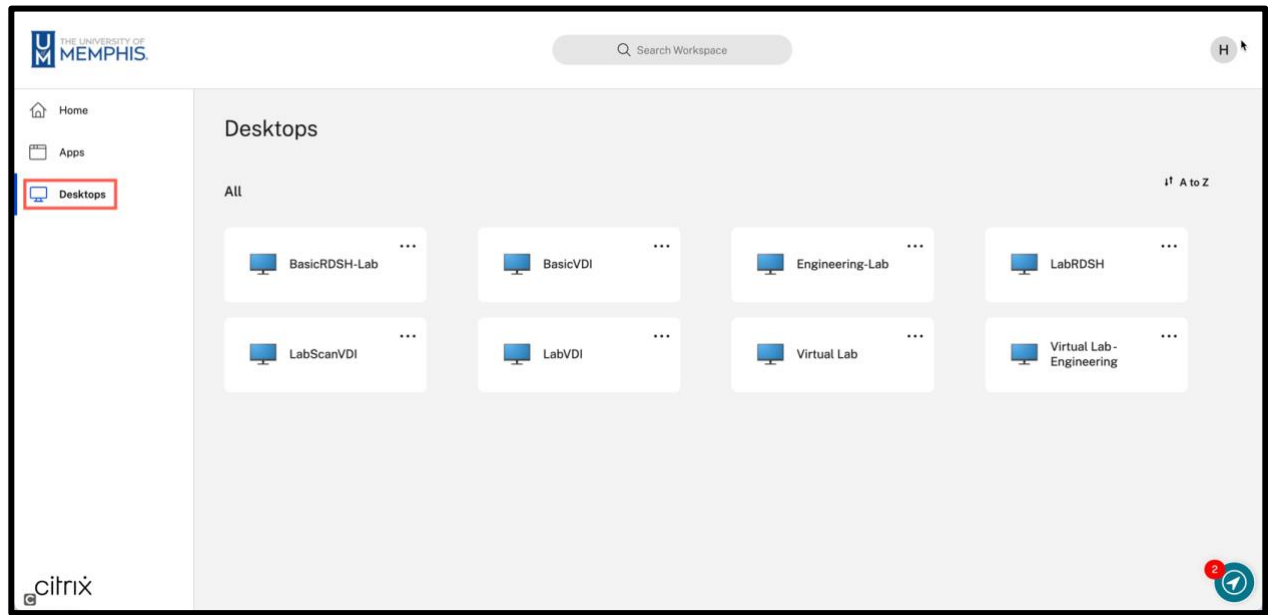 UM THE UNIVERSITY OF
MEMPHIS.
Search Workspace
H
Home
Apps
Desktops
Desktops
All
A to Z
BasicRDSH-Lab
BasicVDI
Engineering-Lab
LabRDSH
LabScanVDI
LabVDI
Virtual Lab
Virtual Lab -
Engineering
citrix
2